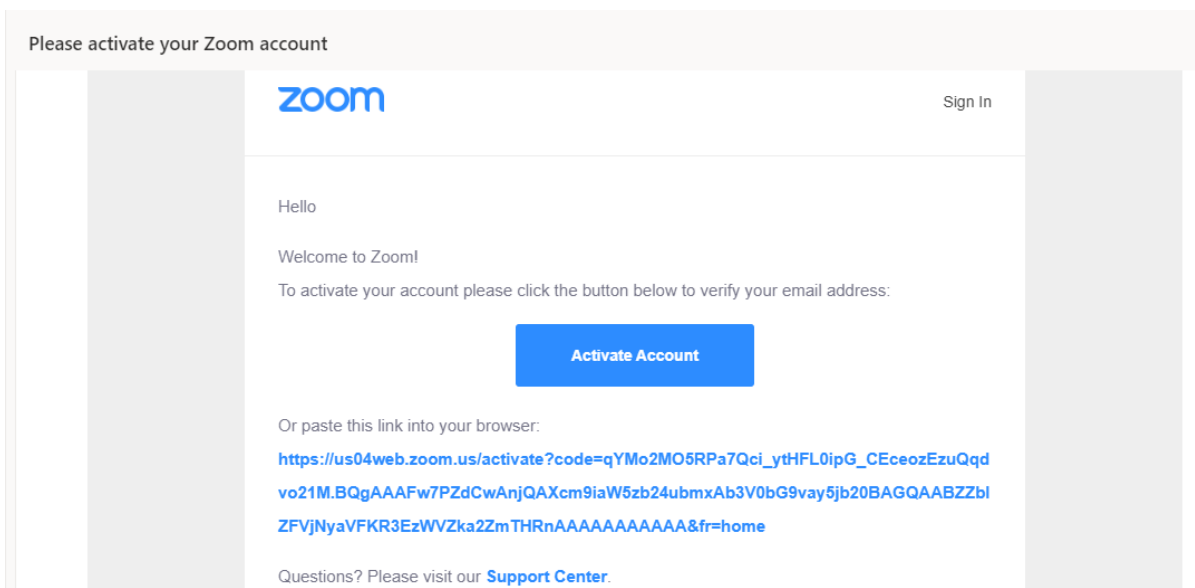 Please activate your Zoom account
zoom
Sign In
Hello
Welcome to Zoom!
To activate your account please click the button below to verify your email address:
Activate Account
Or paste this link into your browser:
https://us04web.zoom.us/activate?code=qYMo2MO5RPa7Qci_ytHFL0ipG_CEceozEzuQqd
vo21M.BQgAAAFw7PZdCwAnjQAXcm9iaW5zb24ubmxAb3V0bG9vay5jb20BAGQAABZZbl
ZFVjNyaVFKR3EzWVZka2ZmTHRnAAAAAAAAAAA&fr=home
Questions? Please visit our Support Center.